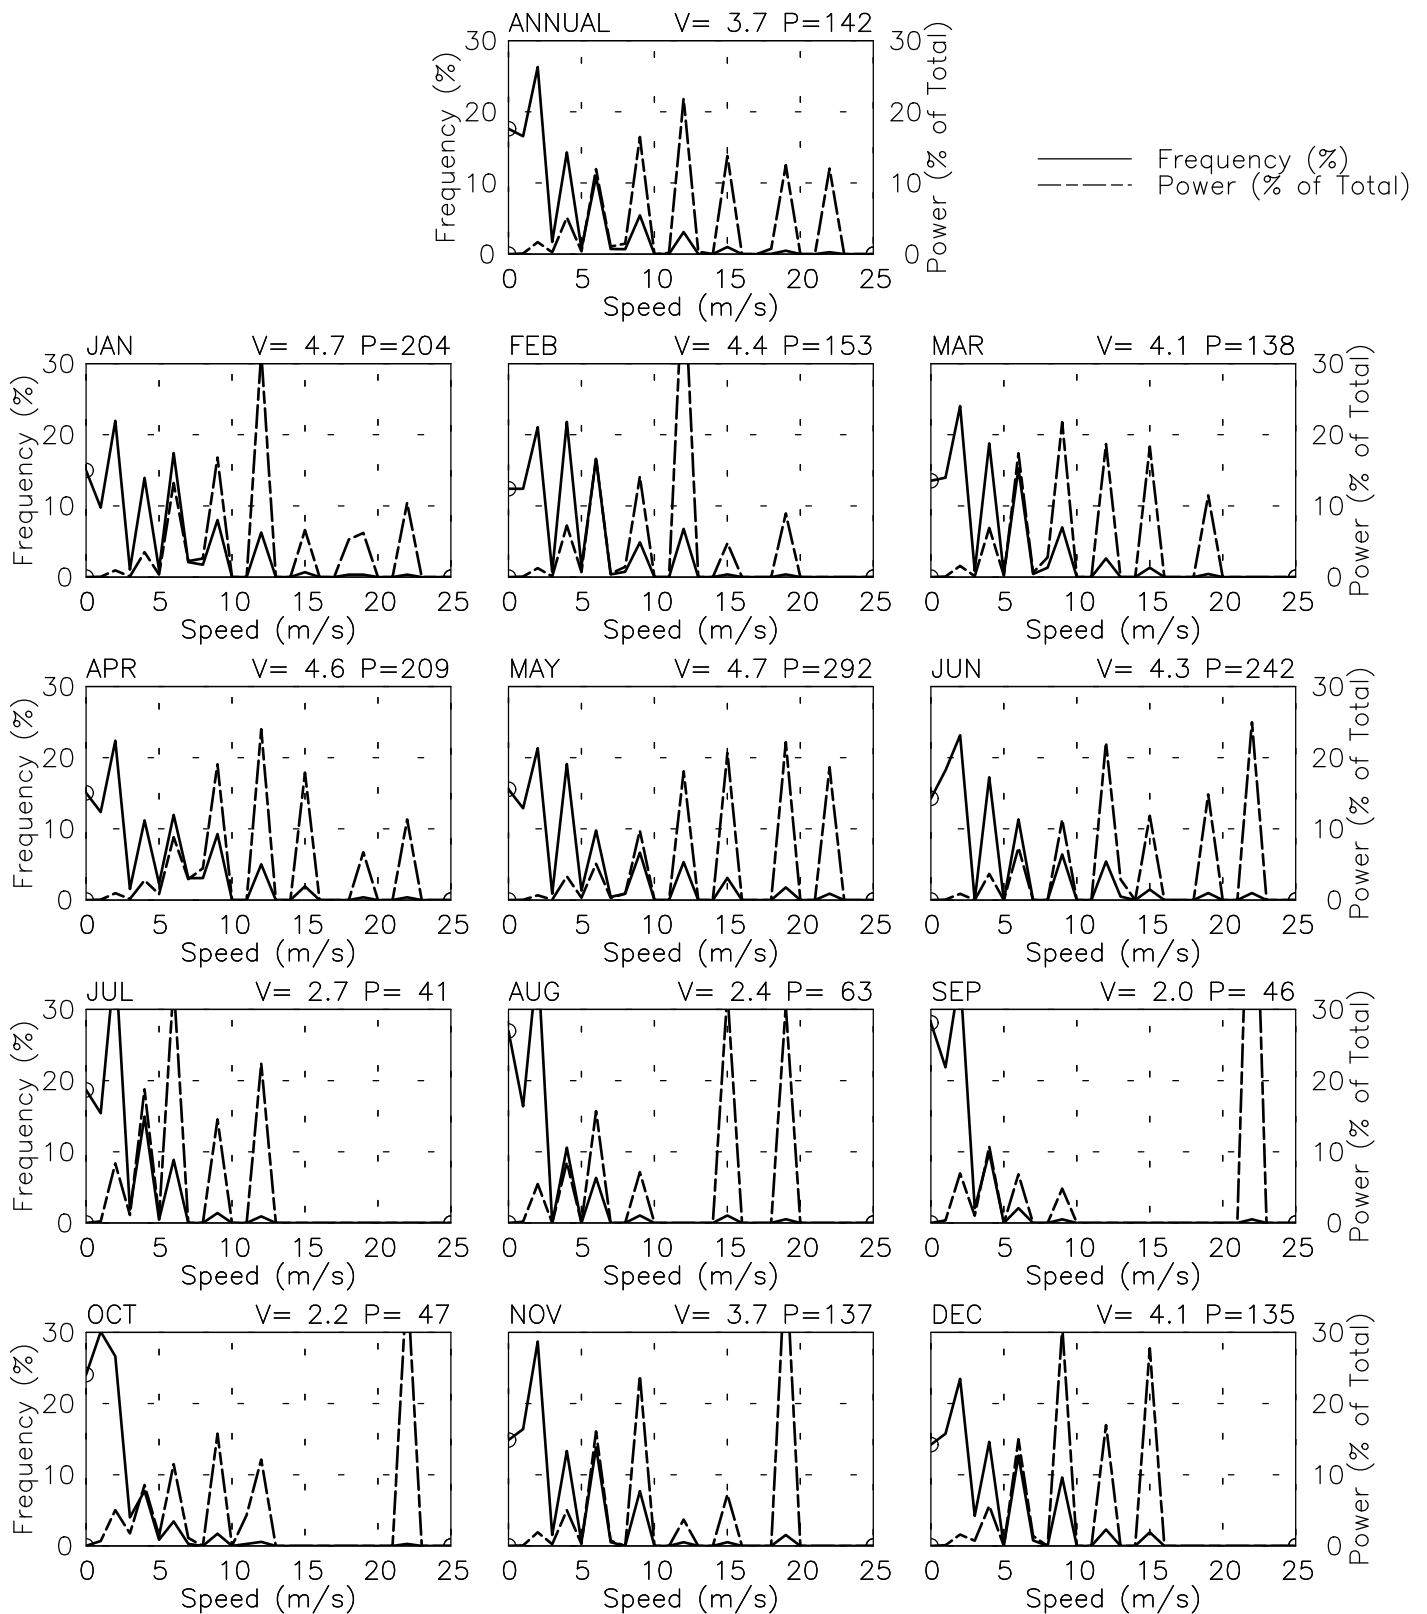 ANNUAL V= 3.7 P=142
30 30
20 20
10 10
0 0
Frequency (%)
Power (% of Total)
0 5 10 15 20 25
Speed (m/s)
Frequency (%)
Power (% of Total)
JAN V= 4.7 P=204
FEB V= 4.4 P=153
MAR V= 4.1 P=138
30 30
20 20
10 10
0 0
Frequency (%)
Power (% of Total)
0 5 10 15 20 25
0 5 10 15 20 25
0 5 10 15 20 25
Speed (m/s)
Speed (m/s)
Speed (m/s)
APR V= 4.6 P=209
MAY V= 4.7 P=292
JUN V= 4.3 P=242
30 30
20 20
10 10
0 0
Frequency (%)
Power (% of Total)
0 5 10 15 20 25
0 5 10 15 20 25
0 5 10 15 20 25
Speed (m/s)
Speed (m/s)
Speed (m/s)
JUL V= 2.7 P= 41
AUG V= 2.4 P= 63
SEP V= 2.0 P= 46
30 30
20 20
10 10
0 0
Frequency (%)
Power (% of Total)
0 5 10 15 20 25
0 5 10 15 20 25
0 5 10 15 20 25
Speed (m/s)
Speed (m/s)
Speed (m/s)
OCT V= 2.2 P= 47
NOV V= 3.7 P=137
DEC V= 4.1 P=135
30 30
20 20
10 10
0 0
Frequency (%)
Power (% of Total)
0 5 10 15 20 25
0 5 10 15 20 25
0 5 10 15 20 25
Speed (m/s)
Speed (m/s)
Speed (m/s)